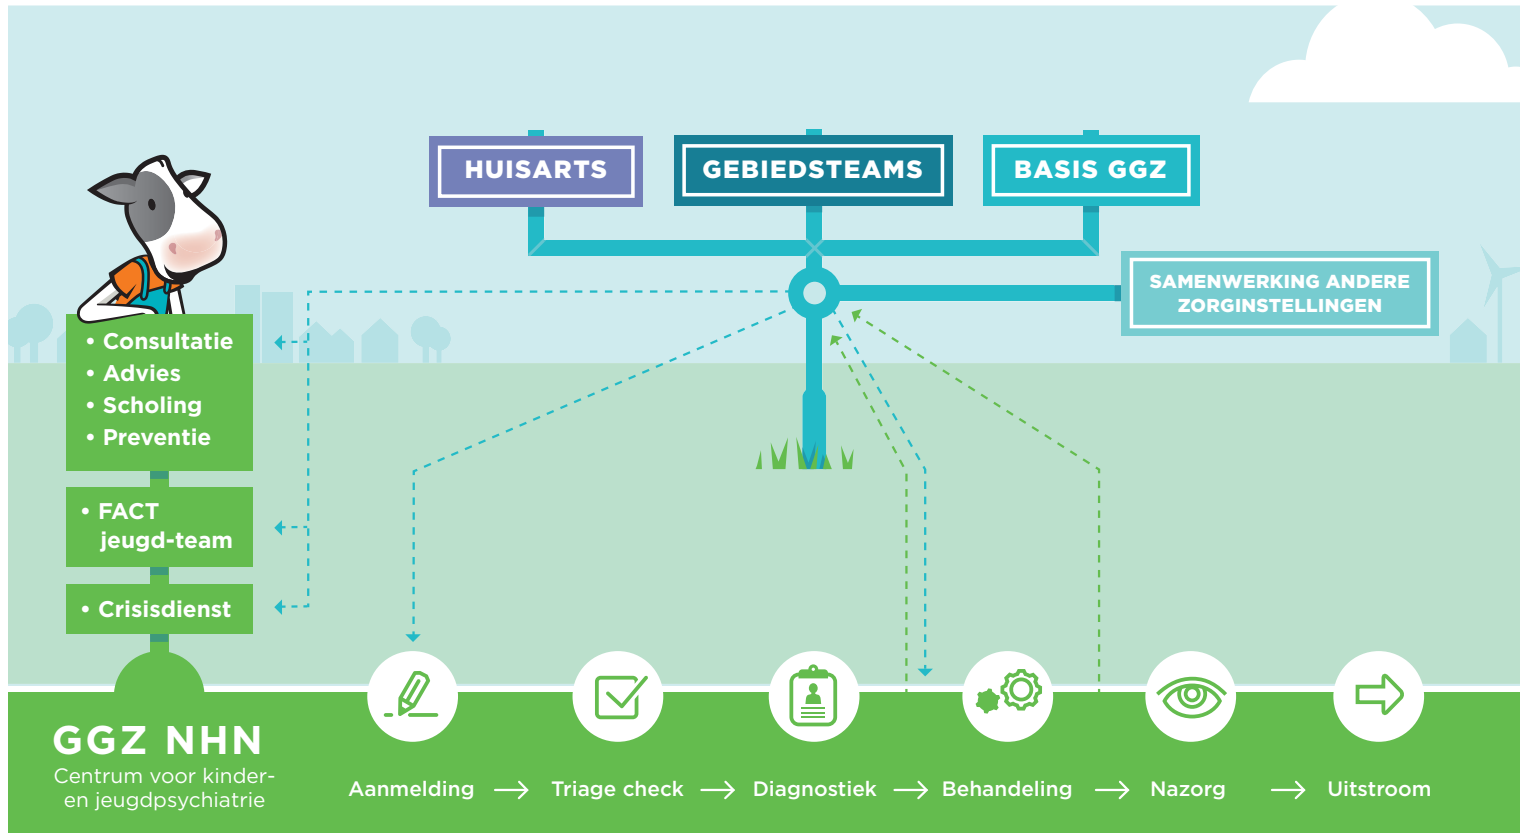 HUISARTS
GEBIEDSTEAMS
BASIS GGZ
SAMENWERKING ANDERE
ZORGINSTELLINGEN
• Consultatie
• Advies
• Scholing
• Preventie
• FACT
jeugd-team
• Crisisdienst
GGZ NHN
Centrum voor kinder-
en jeugdpsychiatrie
Aanmelding → Triage check → Diagnostiek → Behandeling → Nazorg → Uitstroom